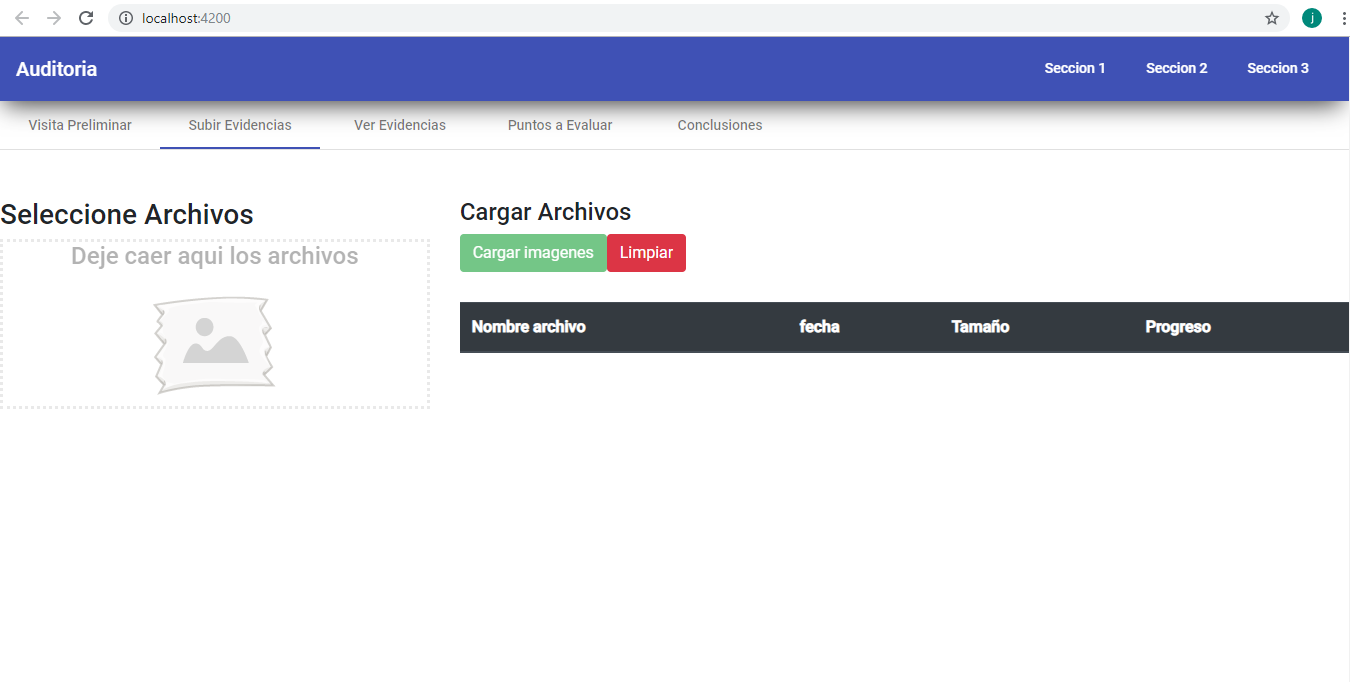 localhost:4200
j
Auditoria
Seccion 1 Seccion 2 Seccion 3
Visita Preliminar Subir Evidencias Ver Evidencias Puntos a Evaluar Conclusiones
Seleccione Archivos
Deje caer aqui los archivos
Cargar Archivos
Cargar imagenes Limpiar
Nombre archivo fecha Tamaño Progreso